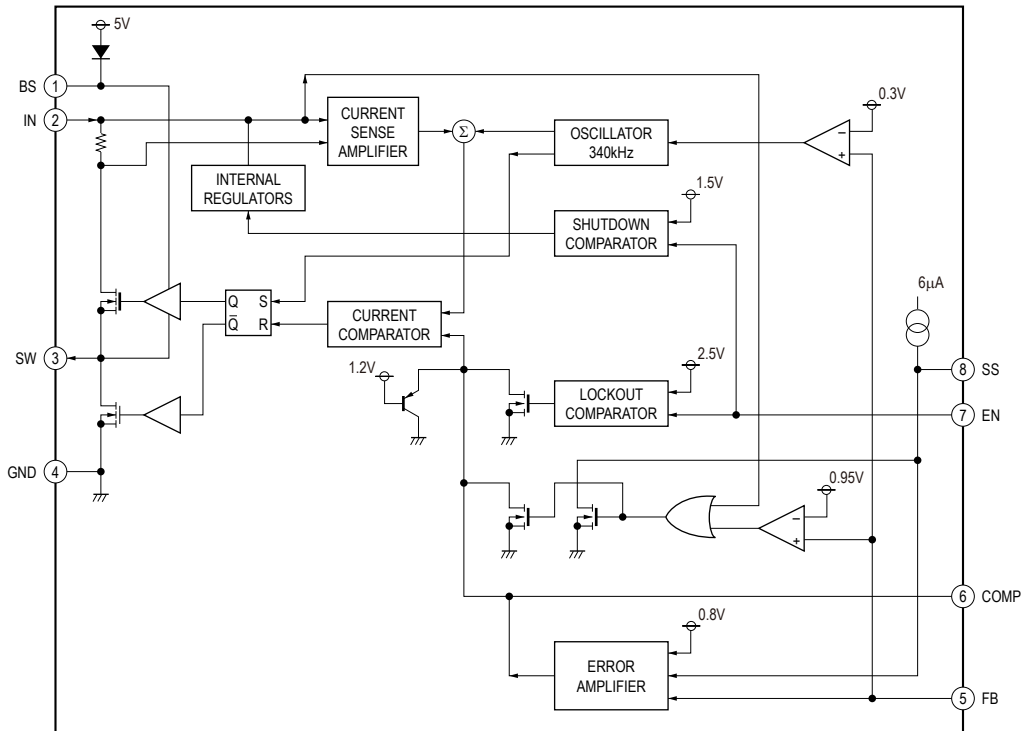 5V
BS 1
IN 2
CURRENT
SENSE
AMPLIFIER
Σ
OSCILLATOR
340kHz
0.3V
−
+
INTERNAL
REGULATORS
1.5V
SHUTDOWN
COMPARATOR
6µA
Q S
Q̅ R
CURRENT
COMPARATOR
SW 3
1.2V
2.5V
LOCKOUT
COMPARATOR
8 SS
7 EN
GND 4
0.95V
−
+
6 COMP
0.8V
ERROR
AMPLIFIER
5 FB